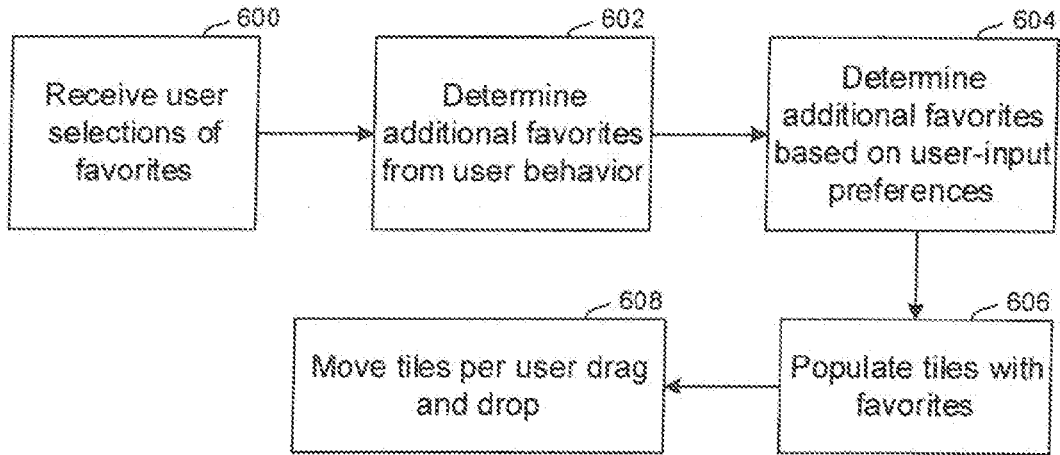 600
Receive user
selections of
favorites
602
Determine
additional favorites
from user behavior
604
Determine
additional favorites
based on user-input
preferences
608
Move tiles per user drag
and drop
606
Populate tiles with
favorites